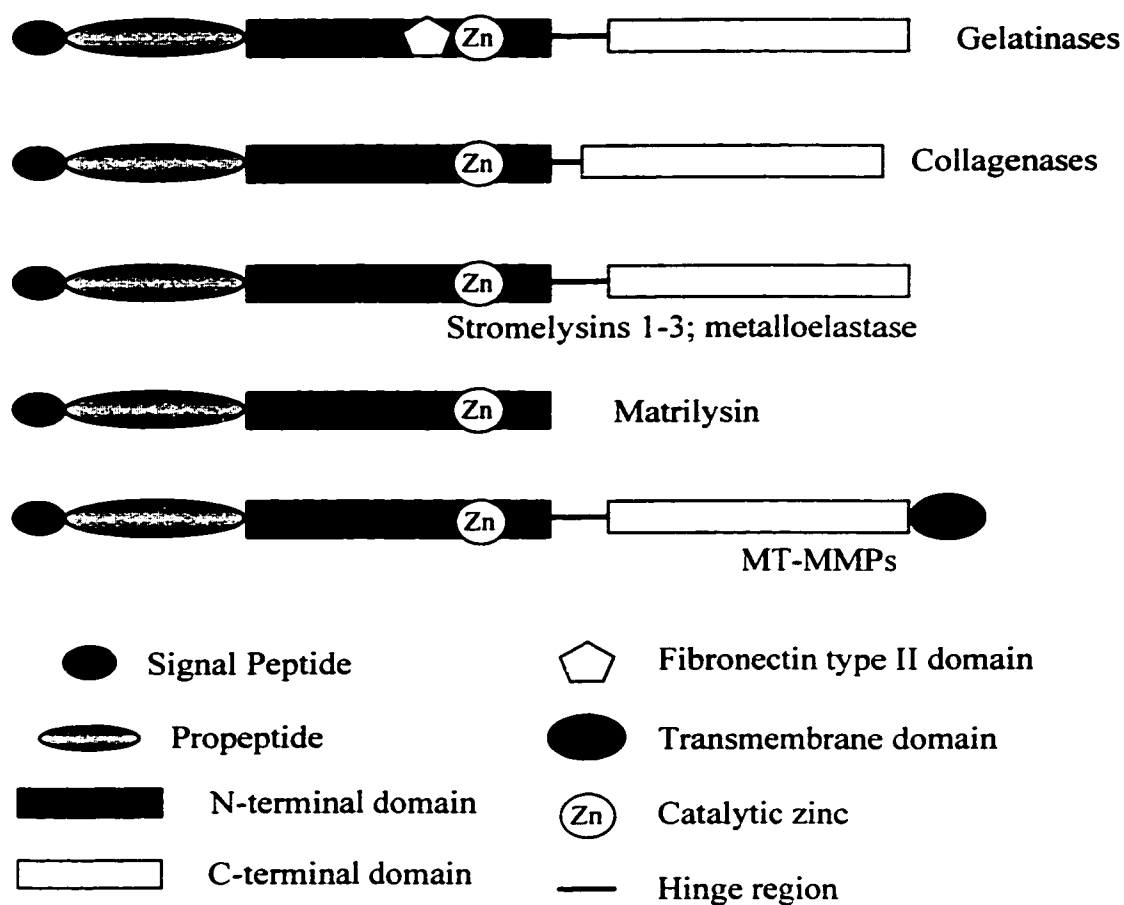 Zn
Gelatinases
Zn
Collagenases
Zn
Stromelysins 1-3; metalloelastase
Zn
Matrilysin
Zn
MT-MMPs
Signal Peptide
Fibronectin type II domain
Propeptide
Transmembrane domain
N-terminal domain
Zn
Catalytic zinc
C-terminal domain
Hinge region